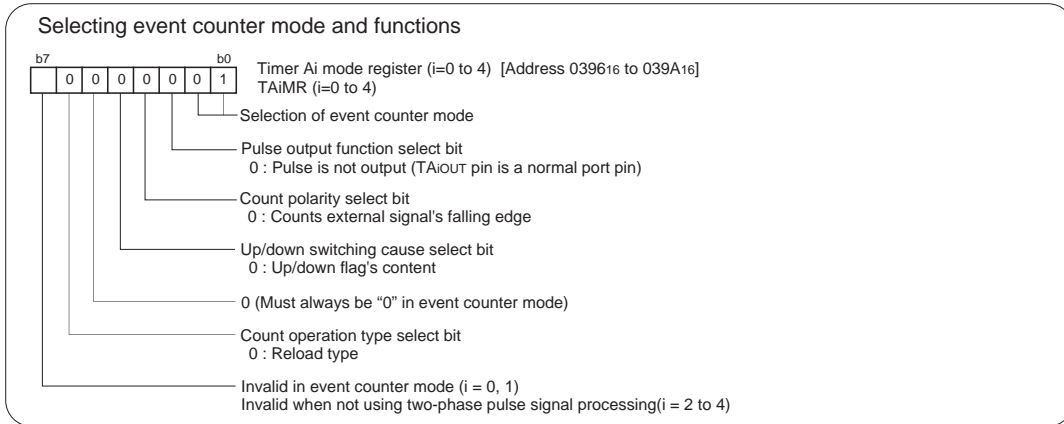 Selecting event counter mode and functions
b7 b0
0 0 0 0 0 0 1
Timer Ai mode register (i=0 to 4) [Address 039616 to 039A16]
TAiMR (i=0 to 4)
Selection of event counter mode
Pulse output function select bit
0 : Pulse is not output (TAiOUT pin is a normal port pin)
Count polarity select bit
0 : Counts external signal's falling edge
Up/down switching cause select bit
0 : Up/down flag's content
0 (Must always be “0” in event counter mode)
Count operation type select bit
0 : Reload type
Invalid in event counter mode (i = 0, 1)
Invalid when not using two-phase pulse signal processing(i = 2 to 4)